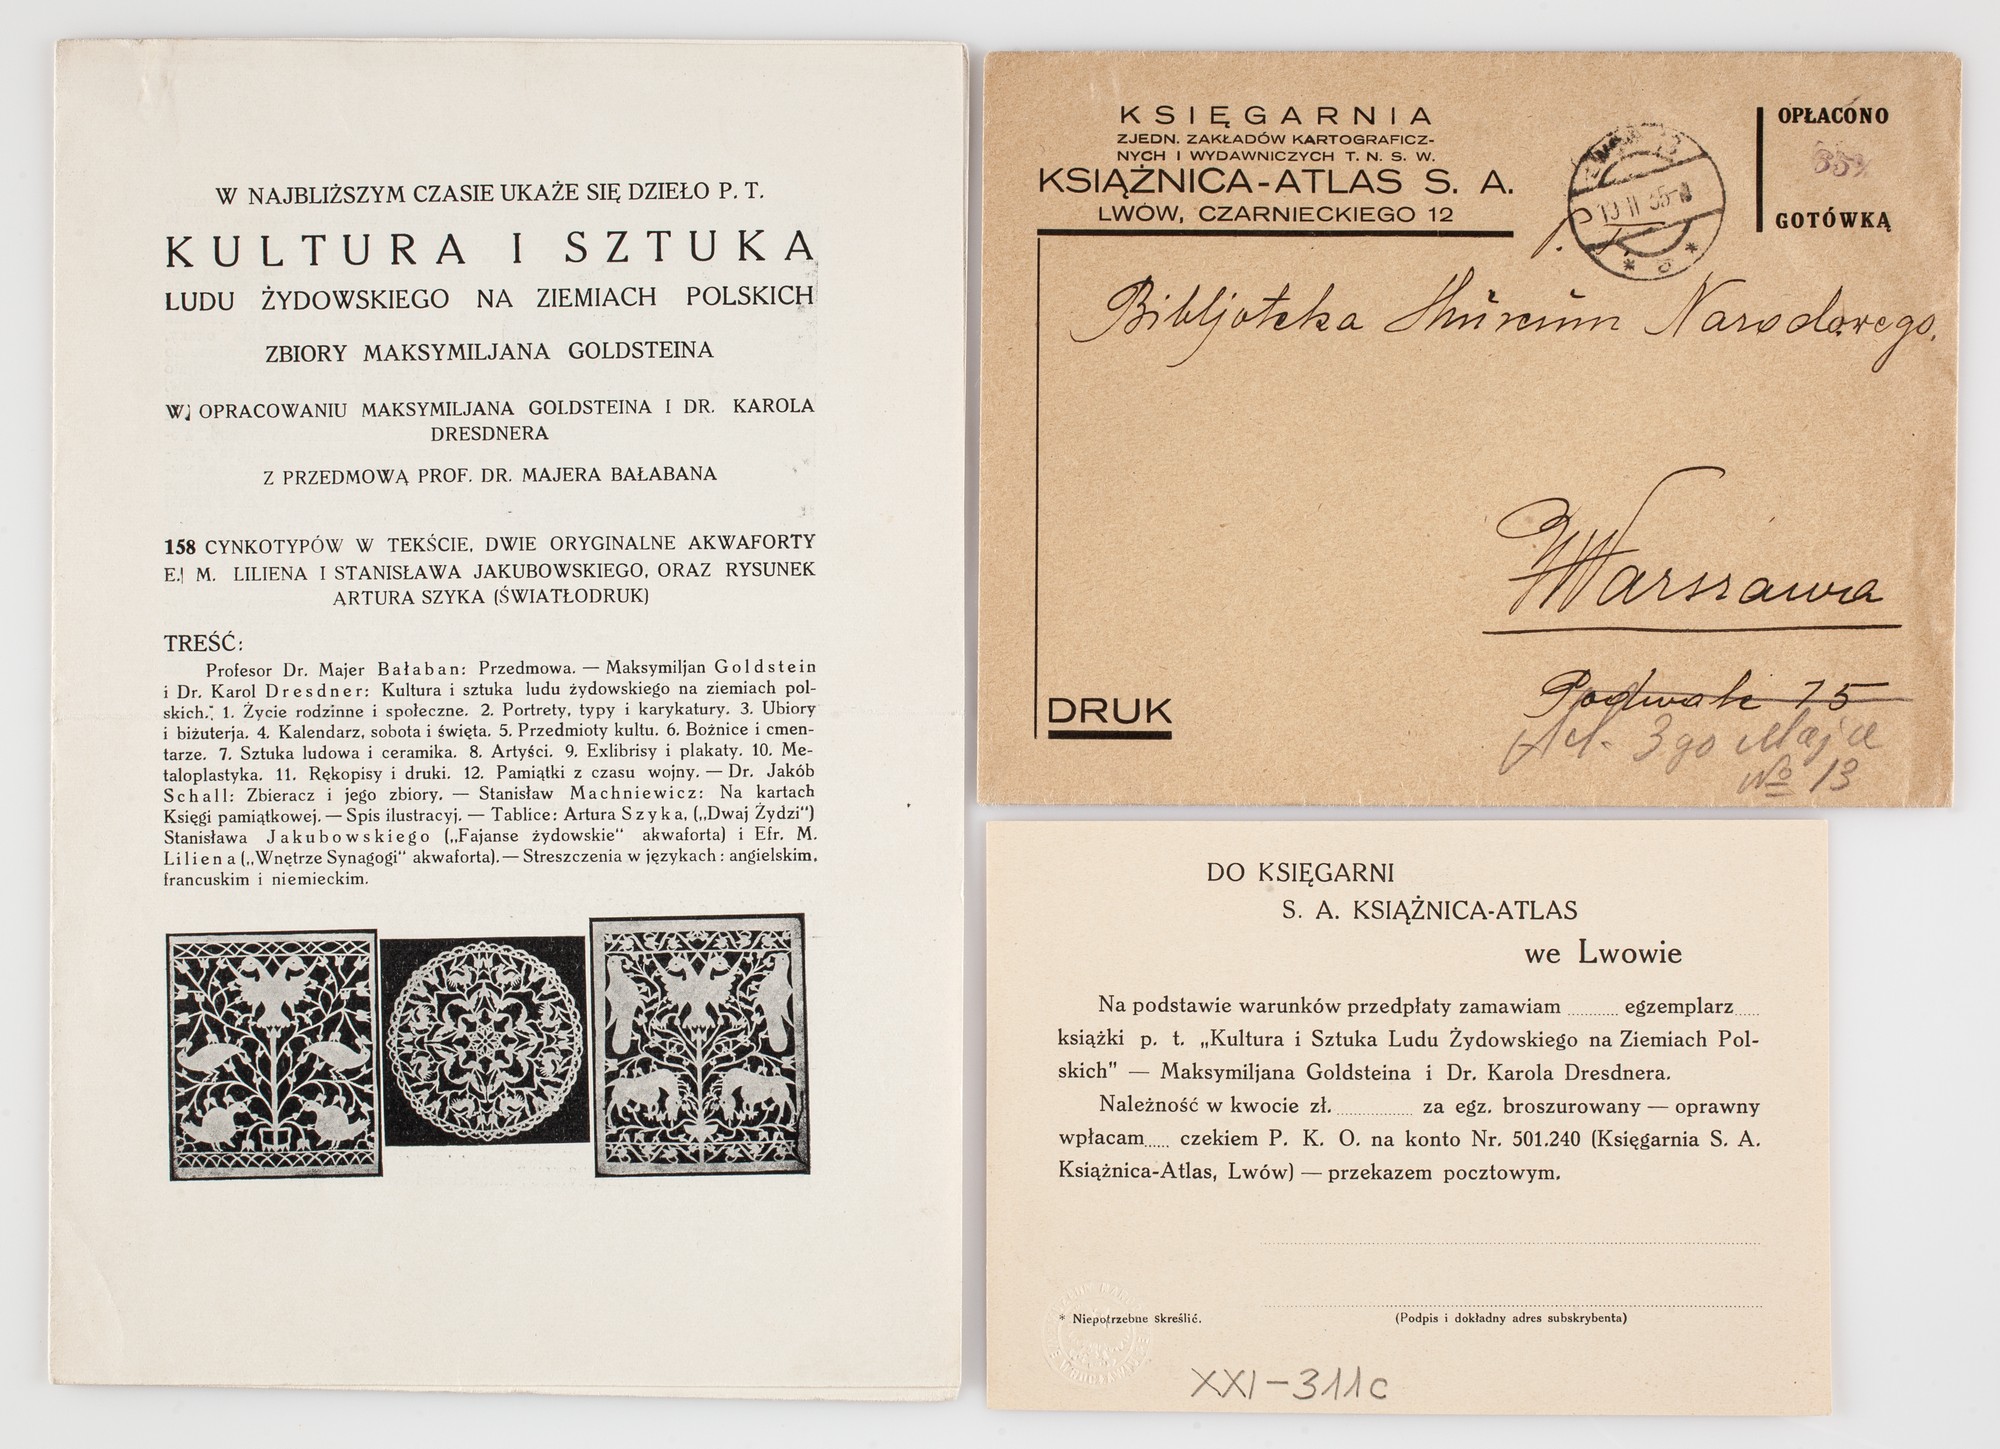 W NAJBLIŻSZYM CZASIE UKAŻE SIĘ DZIEŁO P. T.
KULTURA I SZTUKA
LUDU ŻYDOWSKIEGO NA ZIEMIACH POLSKICH
ZBIORY MAKSYMILJANA GOLDSTEINA
W OPRACOWANIU MAKSYMILJANA GOLDSTEINA I DR. KAROLA
DRESDNERA
Z PRZEDMOWĄ PROF. DR. MAJERA BAŁABANA
158 CYNKOTYPÓW W TEKŚCIE, DWIE ORYGINALNE AKWAFORTY
E. M. LILIENA I STANISŁAWA JAKUBOWSKIEGO, ORAZ RYSUNEK
ARTURA SZYKA (ŚWIATŁODRUK)
TREŚĆ:
Profesor Dr. Majer Bałaban: Przedmowa. — Maksymiljan Goldstein
i Dr. Karol Dresdner: Kultura i sztuka ludu żydowskiego na ziemiach pol-
skich. 1. Życie rodzinne i społeczne. 2. Portrety, typy i karykatury. 3. Ubiory
i biżuterja. 4. Kalendarz, sobota i święta. 5. Przedmioty kultu. 6. Bożnice i cmen-
tarze. 7. Sztuka ludowa i ceramika. 8. Artyści. 9. Exlibrisy i plakaty. 10. Me-
taloplastyka. 11. Rękopisy i druki. 12. Pamiątki z czasu wojny. — Dr. Jakób
Schall: Zbieracz i jego zbiory. — Stanisław Machniewicz: Na kartach
Księgi pamiątkowej. — Spis ilustracyj. — Tablice: Artura Szyka, („Dwaj Żydzi“)
Stanisława Jakubowskiego („Fajanse żydowskie“ akwaforta) i Efr. M.
Liliena („Wnętrze Synagogi“ akwaforta). — Streszczenia w językach: angielskim,
francuskim i niemieckim.
KSIĘGARNIA
ZJEDN. ZAKŁADÓW KARTOGRAFICZ-
NYCH I WYDAWNICZYCH T. N. S. W.
KSIĄŻNICA-ATLAS S. A.
LWÓW, CZARNIECKIEGO 12
OPŁACONO
GOTÓWKĄ
Bibljoteka Muzeum Narodowego.
Warszawa
Podwale 15
Al. 3go Maja
No 13
DRUK
DO KSIĘGARNI
S. A. KSIĄŻNICA-ATLAS
we Lwowie
Na podstawie warunków przedpłaty zamawiam ........ egzemplarz ....
książki p. t. „Kultura i Sztuka Ludu Żydowskiego na Ziemiach Pol-
skich" — Maksymiljana Goldsteina i Dr. Karola Dresdnera.
Należność w kwocie zł. ............ za egz. broszurowany — oprawny
wpłacam..... czekiem P. K. O. na konto Nr. 501.240 (Księgarnia S. A.
Książnica-Atlas, Lwów) — przekazem pocztowym.
* Niepotrzebne skreślić.
(Podpis i dokładny adres subskrybenta)
XXI-311c